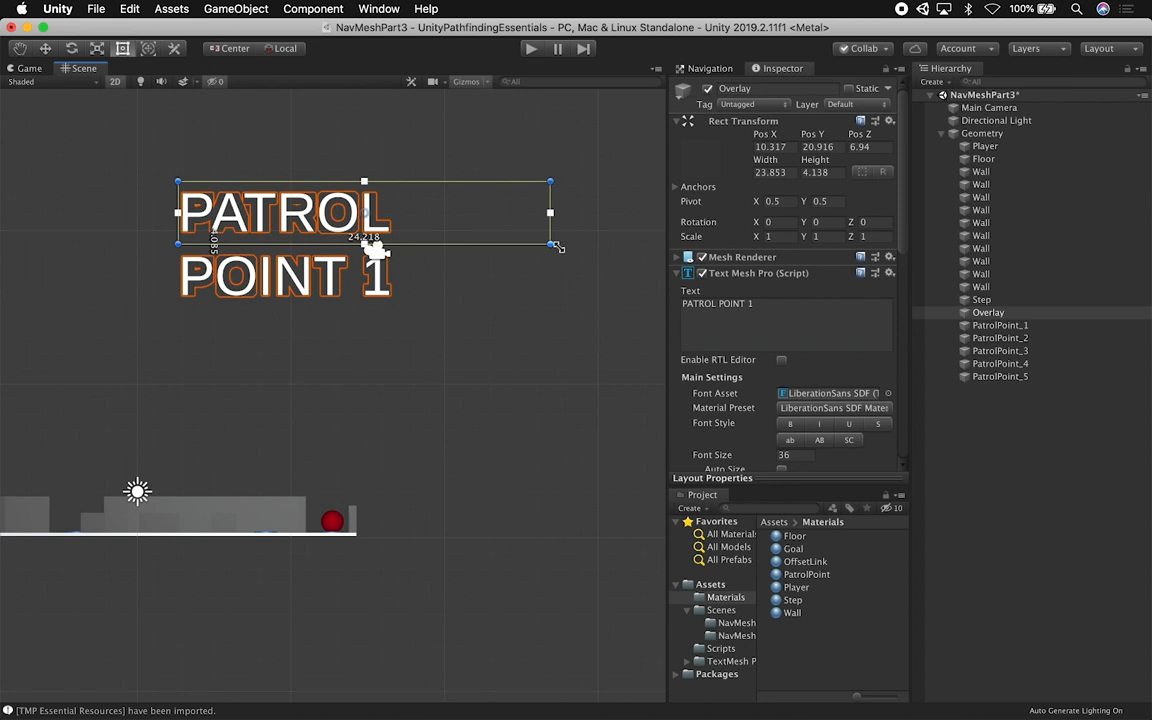 Unity File Edit Assets GameObject Component Window Help 100%
NavMeshPart3 - UnityPathfindingEssentials - PC, Mac & Linux Standalone - Unity 2019.2.11f1 <Metal>
Center Local Collab Account Layers Layout
Game Scene
Shaded 2D 0 Gizmos All
PATROL
POINT 1
4.085
24.218
Navigation Inspector
Overlay Static
Tag Untagged Layer Default
Rect Transform
Pos X Pos Y Pos Z
10.317 20.916 6.94
Width Height
23.853 4.138
R
Anchors
Pivot X 0.5 Y 0.5
Rotation X 0 Y 0 Z 0
Scale X 1 Y 1 Z 1
Mesh Renderer
Text Mesh Pro (Script)
Text
PATROL POINT 1
Enable RTL Editor
Main Settings
Font Asset LiberationSans SDF (T
Material Preset LiberationSans SDF Mater
Font Style B I U S
ab AB SC
Font Size 36
Auto Size
Layout Properties
Project
Create 10
Favorites
All Materials
All Models
All Prefabs
Assets
Materials
Scenes
NavMesh
NavMesh
Scripts
TextMesh P
Packages
Assets > Materials
Floor
Goal
OffsetLink
PatrolPoint
Player
Step
Wall
Hierarchy
Create All
NavMeshPart3*
Main Camera
Directional Light
Geometry
Player
Floor
Wall
Wall
Wall
Wall
Wall
Wall
Wall
Wall
Wall
Wall
Step
Overlay
PatrolPoint_1
PatrolPoint_2
PatrolPoint_3
PatrolPoint_4
PatrolPoint_5
[TMP Essential Resources] have been imported.
Auto Generate Lighting On